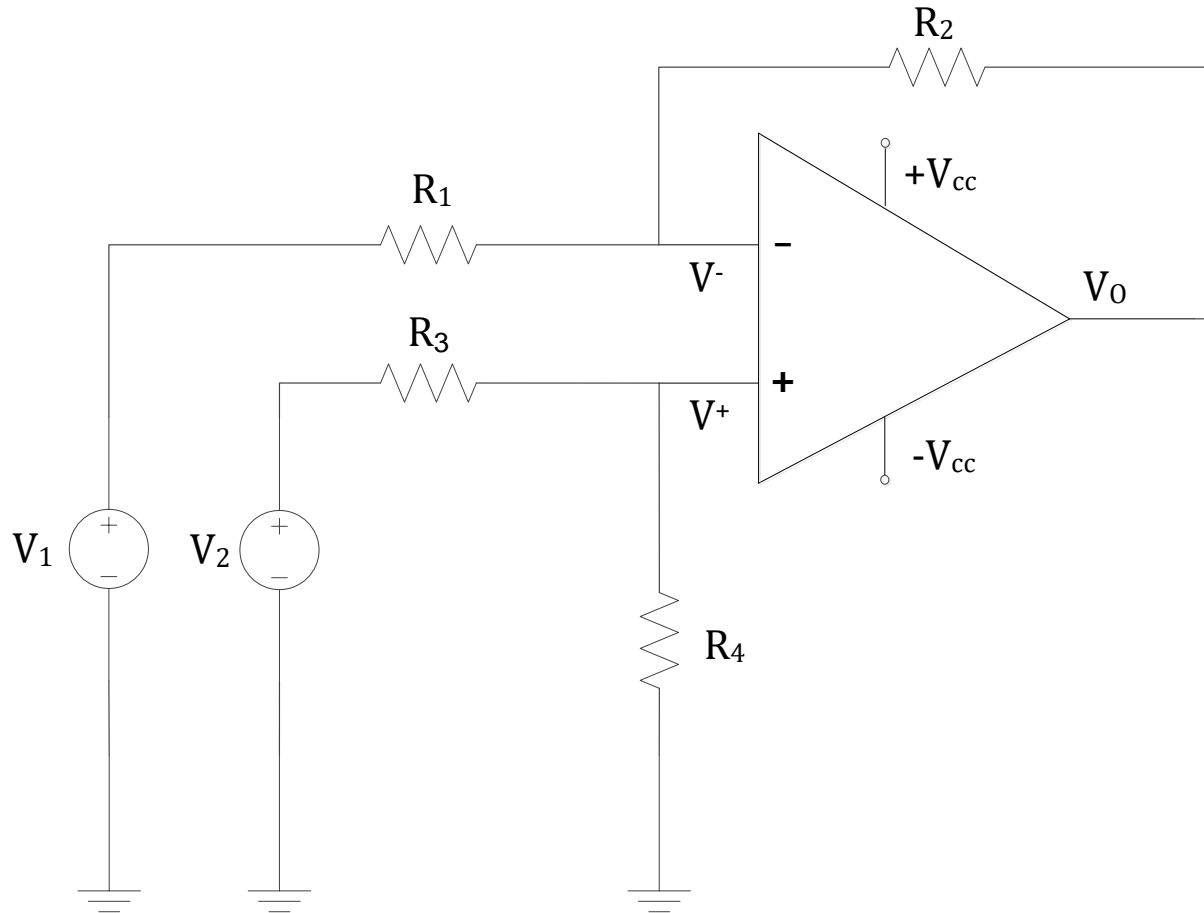 R₂
+Vcc
R₁
-
V⁻
V₀
R₃
+
V⁺
-Vcc
+
+
V₁
V₂
−
−
R₄